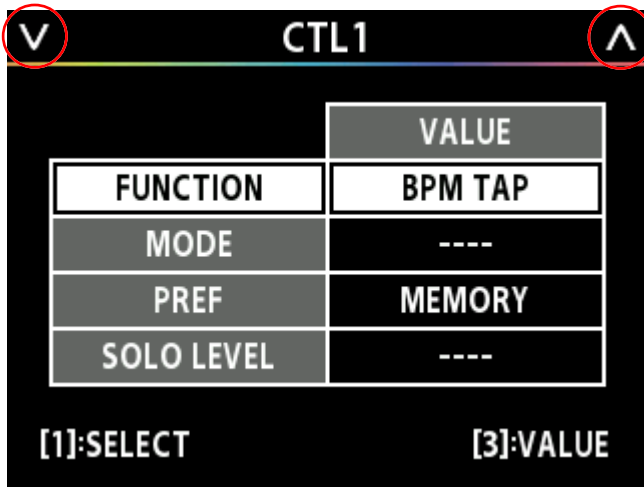 CTL1
VALUE
FUNCTION BPM TAP
MODE ----
PREF MEMORY
SOLO LEVEL ----
[1]:SELECT [3]:VALUE